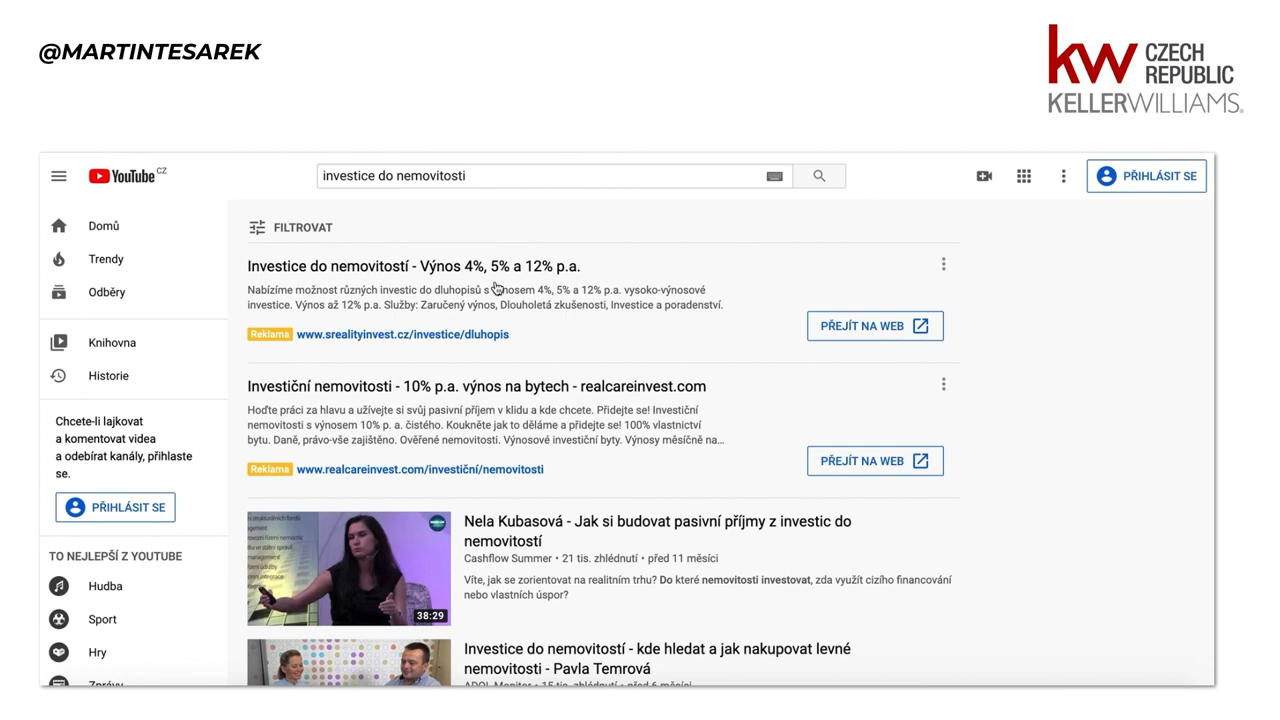 @MARTINTESAREK
kw CZECH
REPUBLIC
KELLERWILLIAMS.
YouTube CZ
investice do nemovitosti
PŘIHLÁSIT SE
Domů
Trendy
Odběry
Knihovna
Historie
Chcete-li lajkovat
a komentovat videa
a odebírat kanály, přihlaste
se.
PŘIHLÁSIT SE
TO NEJLEPŠÍ Z YOUTUBE
Hudba
Sport
Hry
Zprávy
FILTROVAT
Investice do nemovitostí - Výnos 4%, 5% a 12% p.a.
Nabízíme možnost různých investic do dluhopisů s výnosem 4%, 5% a 12% p.a. vysoko-výnosové
investice. Výnos až 12% p.a. Služby: Zaručený výnos, Dlouholetá zkušenosti, Investice a poradenství.
Reklama www.srealityinvest.cz/investice/dluhopis
PŘEJÍT NA WEB
Investiční nemovitosti - 10% p.a. výnos na bytech - realcareinvest.com
Hoďte práci za hlavu a užívejte si svůj pasivní příjem v klidu a kde chcete. Přidejte se! Investiční
nemovitosti s výnosem 10% p. a. čistého. Koukněte jak to děláme a přidejte se! 100% vlastnictví
bytu. Daně, právo-vše zajištěno. Ověřené nemovitosti. Výnosové investiční byty. Výnosy měsíčně na...
Reklama www.realcareinvest.com/investiční/nemovitosti
PŘEJÍT NA WEB
38:29
Nela Kubasová - Jak si budovat pasivní příjmy z investic do
nemovitostí
Cashflow Summer • 21 tis. zhlédnutí • před 11 měsíci
Víte, jak se zorientovat na realitním trhu? Do které nemovitosti investovat, zda využít cizího financování
nebo vlastních úspor?
Investice do nemovitostí - kde hledat a jak nakupovat levné
nemovitosti - Pavla Temrová
15 tis. zhlédnutí • před 6 měsíci